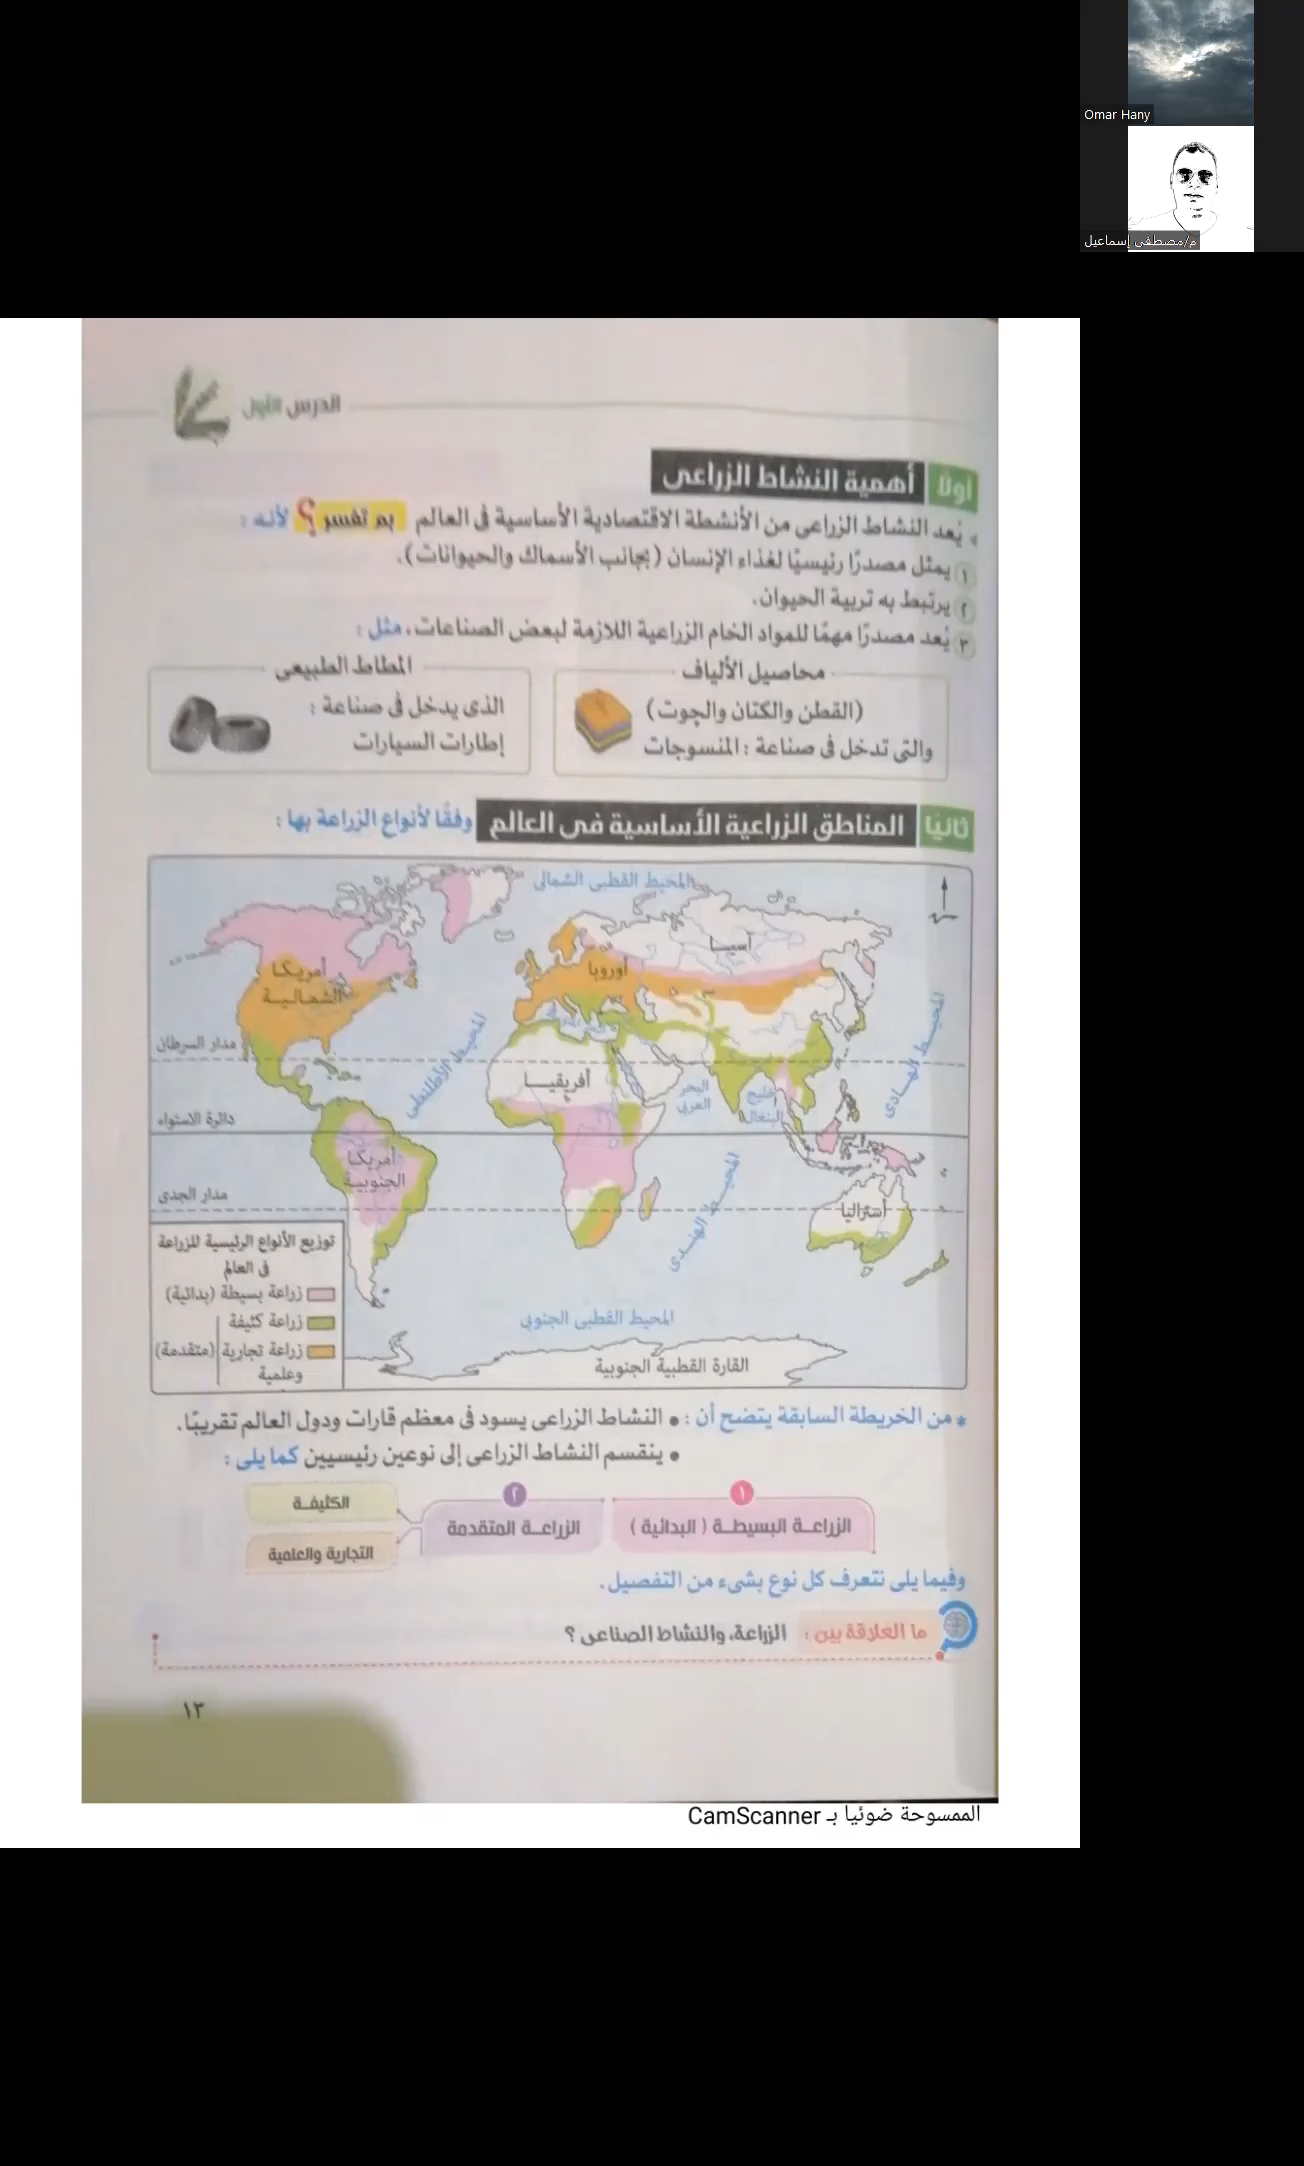 Omar Hany
م/مصطفى إسماعيل
الدرس الأول
أولًا أهمية النشاط الزراعى
يُعد النشاط الزراعى من الأنشطة الاقتصادية الأساسية فى العالم بم تفسر ؟ لأنه :
١ يمثل مصدرًا رئيسيًا لغذاء الإنسان (بجانب الأسماك والحيوانات).
٢ يرتبط به تربية الحيوان.
٣ يُعد مصدرًا مهمًا للمواد الخام الزراعية اللازمة لبعض الصناعات، مثل :
محاصيل الألياف
(القطن والكتان والجوت)
والتى تدخل فى صناعة : المنسوجات
المطاط الطبيعى
الذى يدخل فى صناعة :
إطارات السيارات
ثانيًا المناطق الزراعية الأساسية فى العالم وفقًا لأنواع الزراعة بها :
المحيط القطبى الشمالى
آسيـا
أوروبا
أمريكا
الشمالية
المحيط الهادى
المحيط الأطلنطى
مدار السرطان
أفريقيـا
البحر
العربى
خليج
البنغال
دائرة الاستواء
أمريكا
الجنوبية
المحيط الهندى
مدار الجدى
أستراليا
توزيع الأنواع الرئيسية للزراعة
فى العالم
زراعة بسيطة (بدائية)
زراعة كثيفة
زراعة تجارية (متقدمة)
وعلمية
المحيط القطبى الجنوبى
القارة القطبية الجنوبية
* من الخريطة السابقة يتضح أن : • النشاط الزراعى يسود فى معظم قارات ودول العالم تقريبًا.
• ينقسم النشاط الزراعى إلى نوعين رئيسيين كما يلى :
١
الزراعـة البسيطـة ( البدائية )
٢
الزراعـة المتقدمة
الكثيفـة
التجارية والعلمية
وفيما يلى نتعرف كل نوع بشىء من التفصيل.
ما العلاقة بين : الزراعة، والنشاط الصناعى ؟
١٣
الممسوحة ضوئيا بـ CamScanner